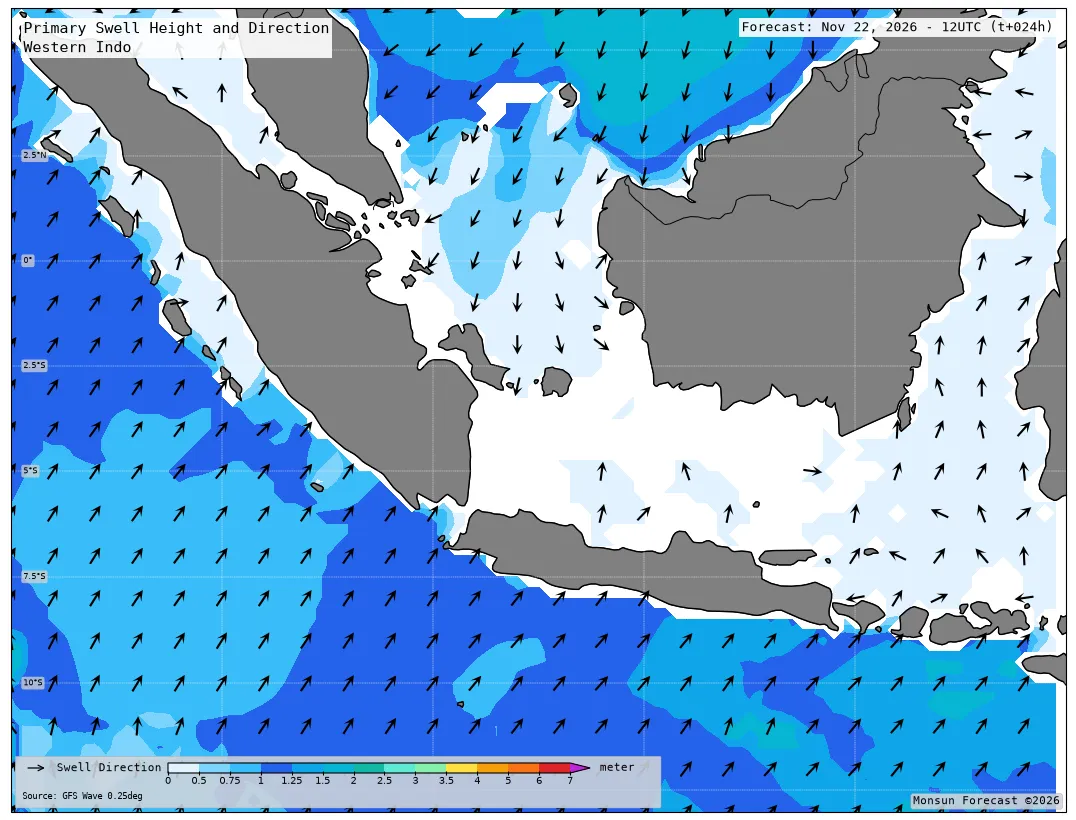 Primary Swell Height and Direction
Western Indo
Forecast: Nov 22, 2026 - 12UTC (t+024h)
2.5°N
0°
2.5°S
5°S
7.5°S
10°S
Swell Direction
0 0.5 0.75 1 1.25 1.5 2 2.5 3 3.5 4 5 6 7
meter
Source: GFS Wave 0.25deg
Monsun Forecast ©2026